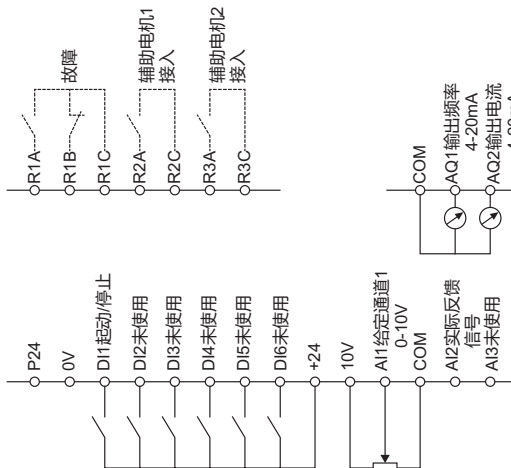 R1A
R1B
R1C
故障
R2A
R2C
辅助电机1
接入
R3A
R3C
辅助电机2
接入
COM
AQ1输出频率
4-20mA
AQ2输出电流
P24
0V
DI1起动/停止
DI2未使用
DI3未使用
DI4未使用
DI5未使用
DI6未使用
+24
10V
AI1给定通道1
0-10V
COM
AI2实际反馈
信号
AI3未使用